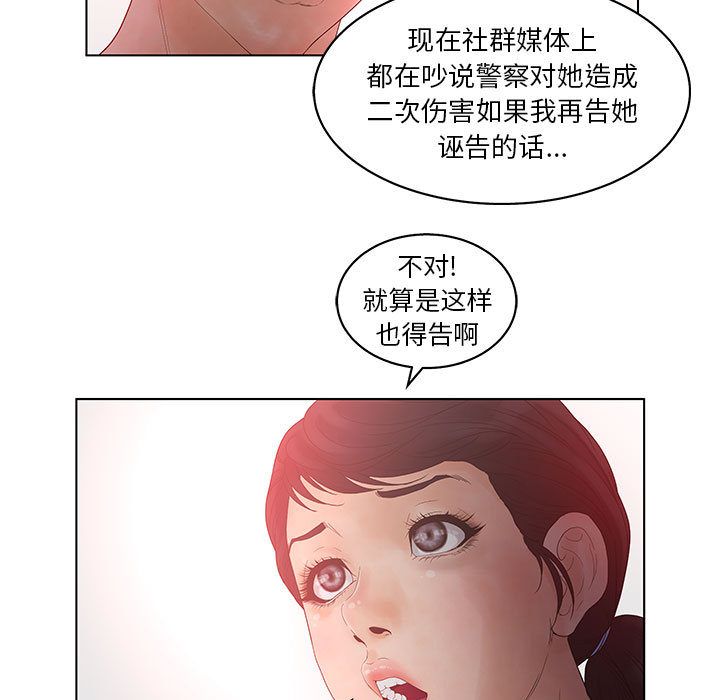 现在社群媒体上
都在吵说警察对她造成
二次伤害如果我再告她
诬告的话...
不对!
就算是这样
也得告啊